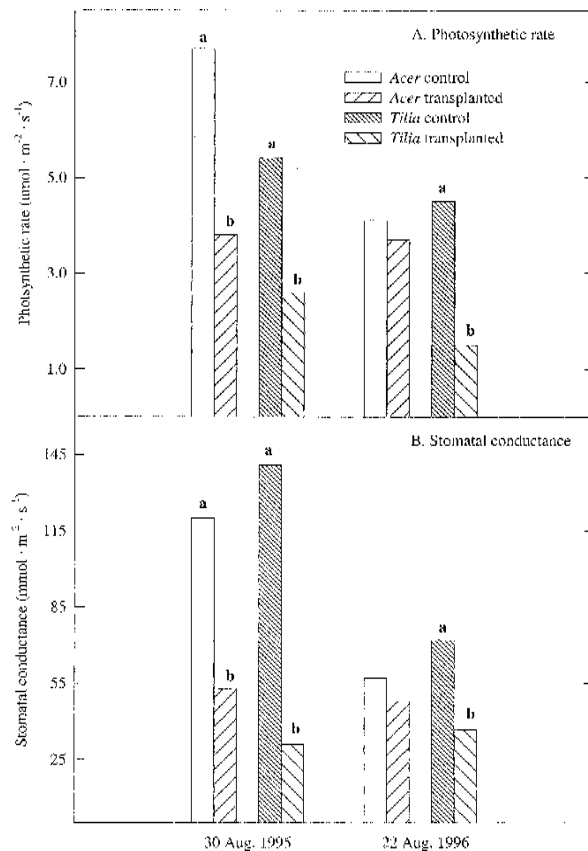 A. Photosynthetic rate
Acer control
Acer transplanted
Tilia control
Tilia transplanted
Photsynthetic rate (umol · m⁻² · s⁻¹)
7.0
5.0
3.0
1.0
a
b
a
b
a
b
B. Stomatal conductance
Stomatal conductance (mmol · m⁻² · s⁻¹)
145
115
85
55
25
a
b
a
b
a
b
30 Aug. 1995
22 Aug. 1996